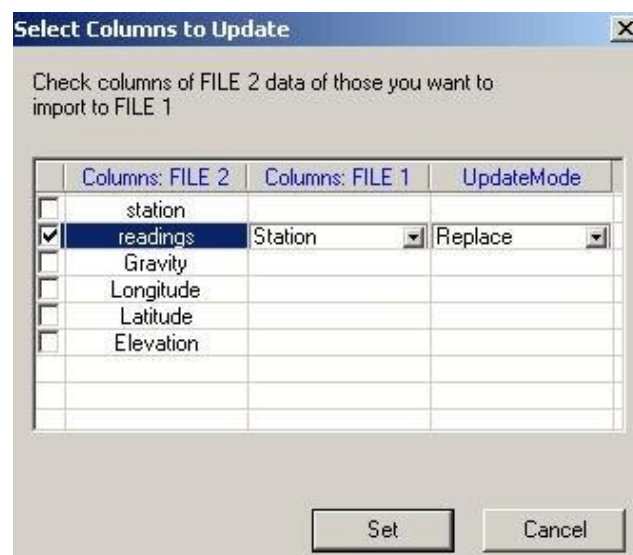 Select Columns to Update
Check columns of FILE 2 data of those you want to
import to FILE 1
Columns: FILE 2 Columns: FILE 1 UpdateMode
station
readings Station Replace
Gravity
Longitude
Latitude
Elevation
Set Cancel